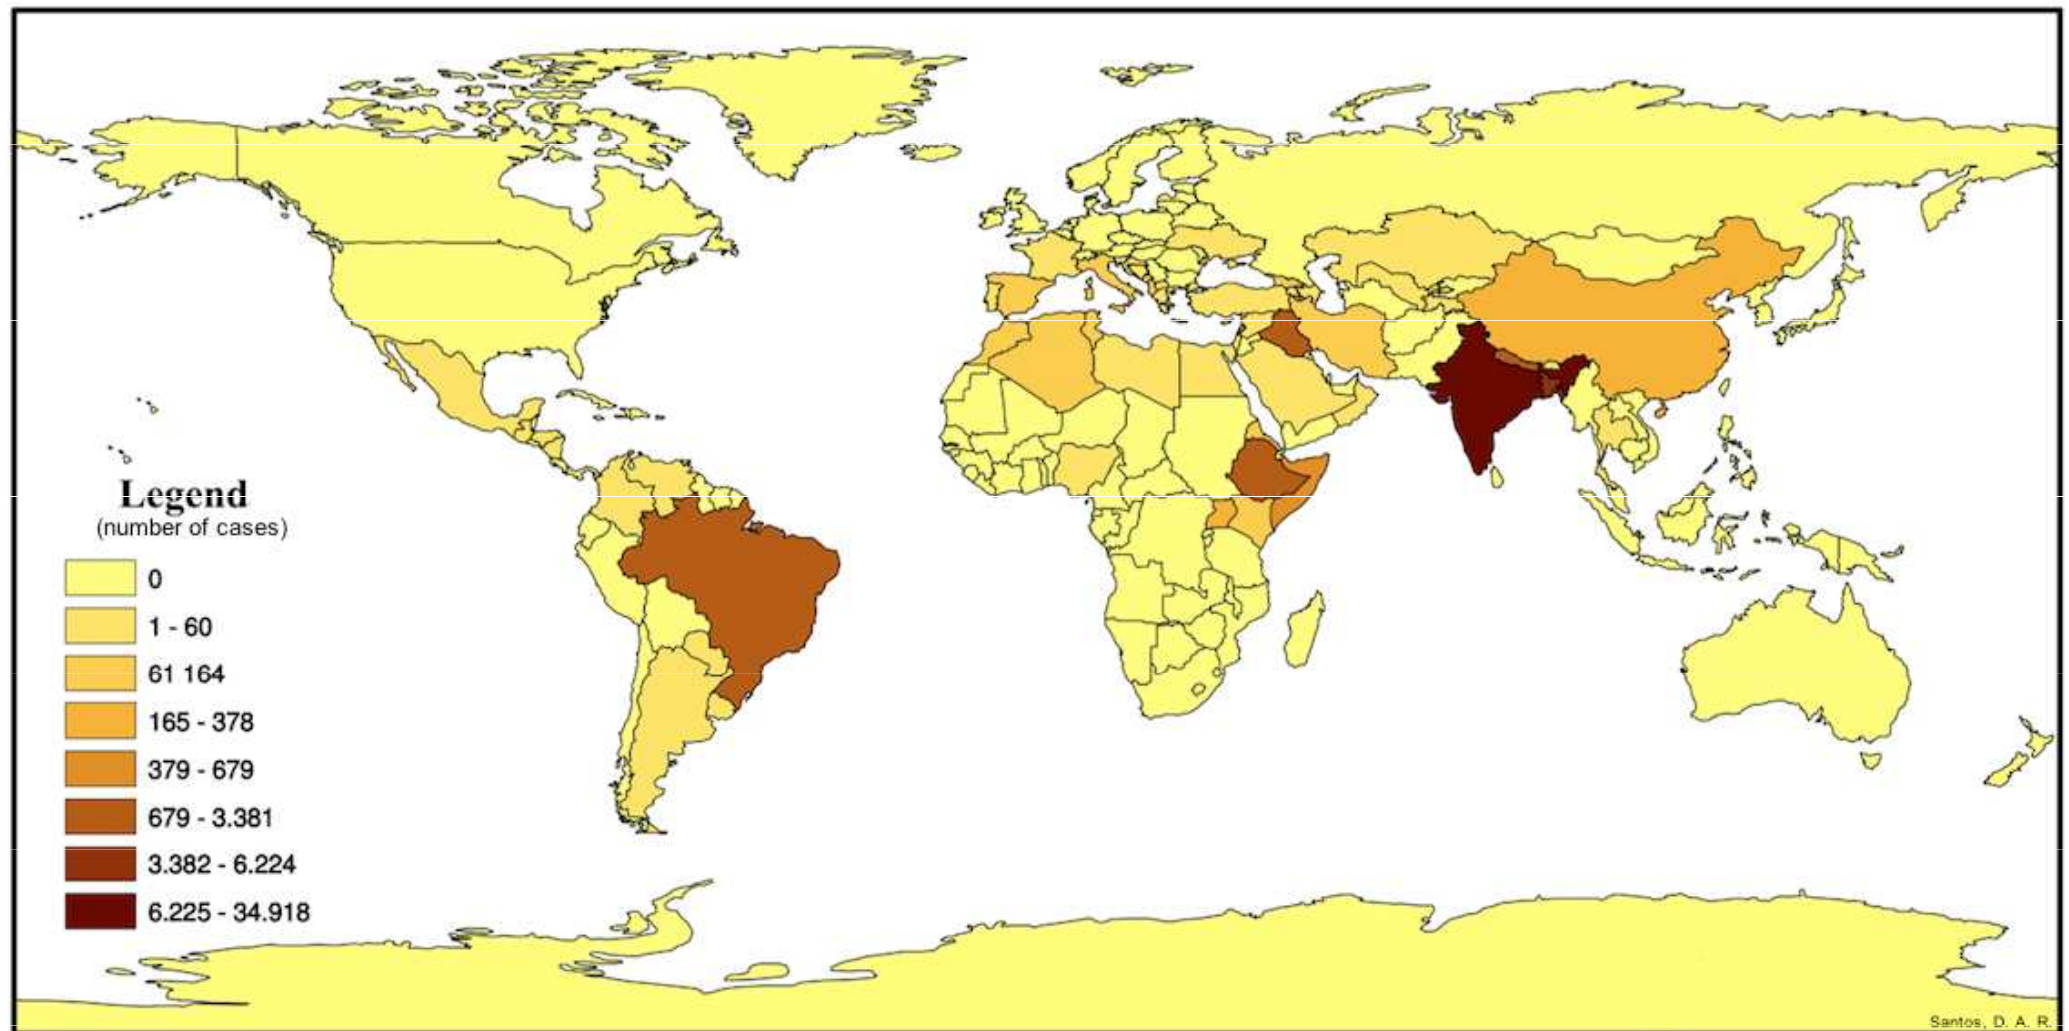 Legend
(number of cases)
0
1 - 60
61 164
165 - 378
379 - 679
679 - 3.381
3.382 - 6.224
6.225 - 34.918
Santos, D. A. R.